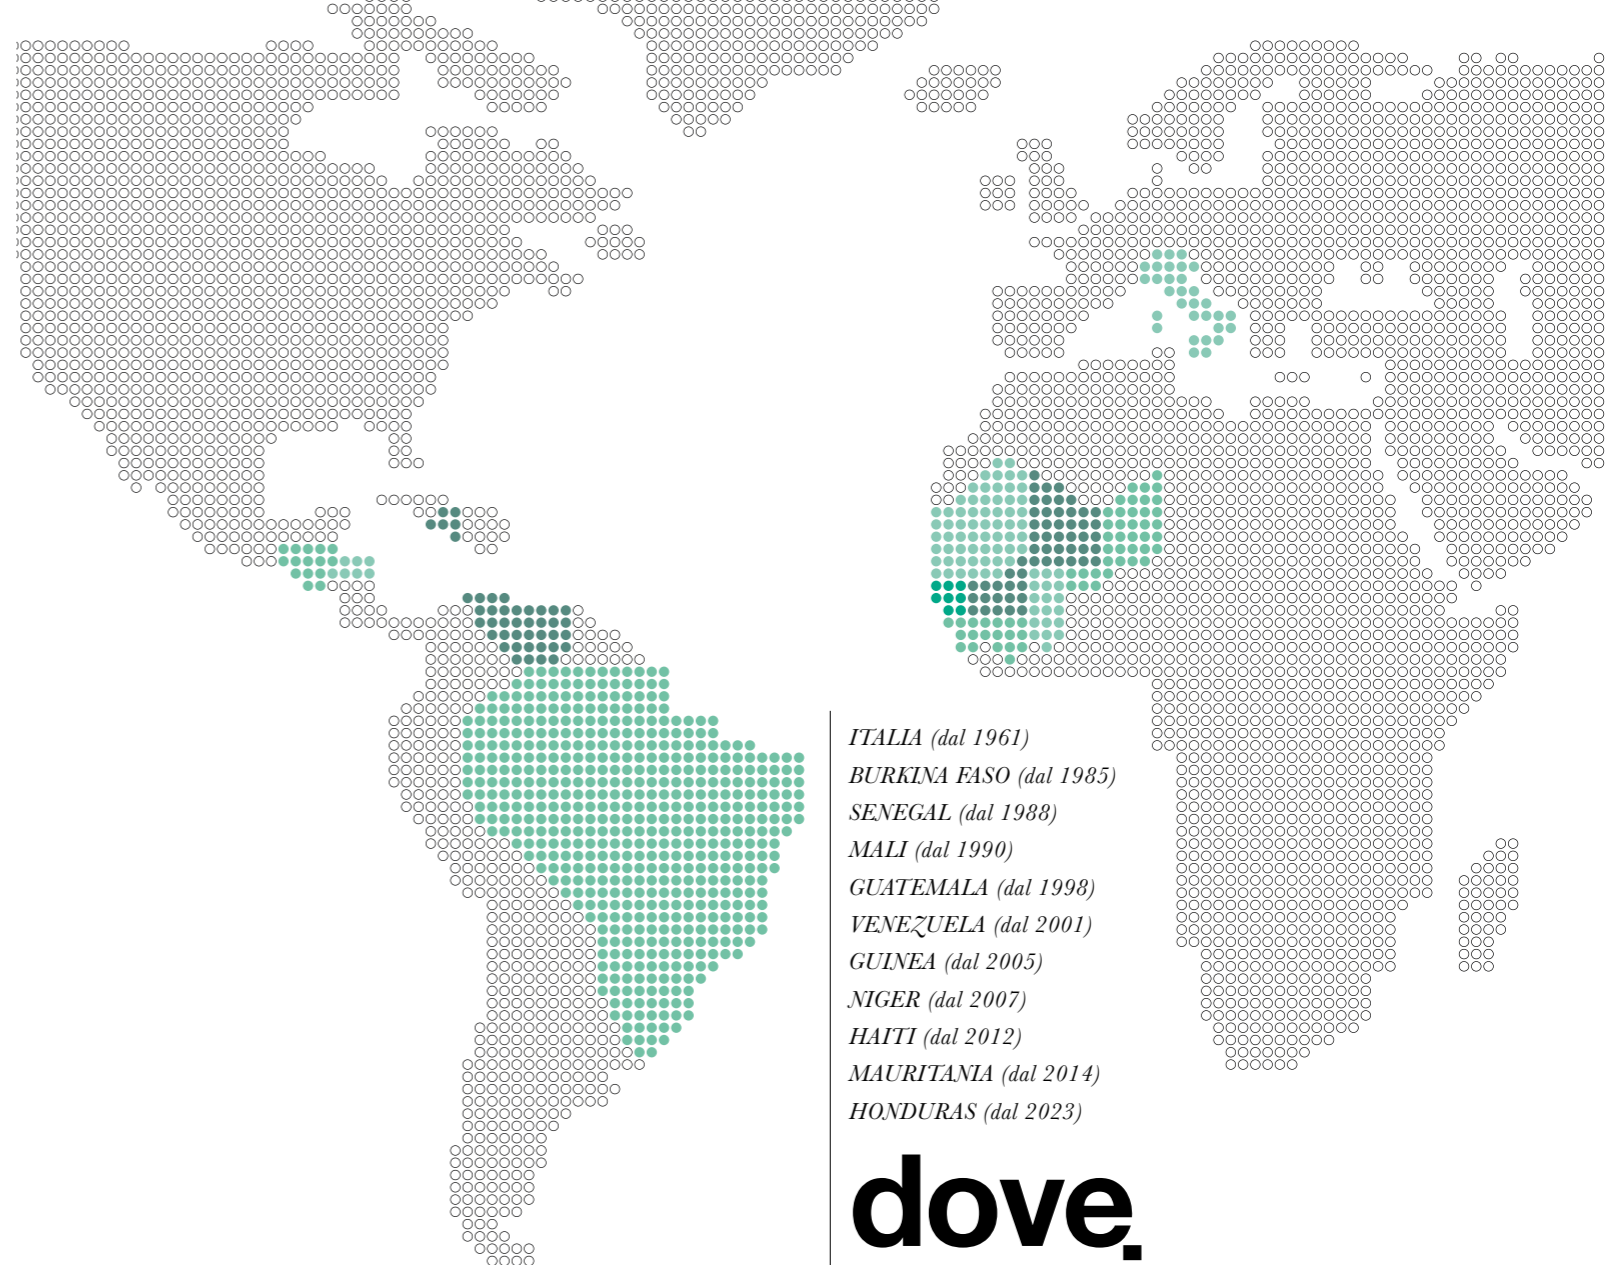 ITALIA (dal 1961)
BURKINA FASO (dal 1985)
SENEGAL (dal 1988)
MALI (dal 1990)
GUATEMALA (dal 1998)
VENEZUELA (dal 2001)
GUINEA (dal 2005)
NIGER (dal 2007)
HAITI (dal 2012)
MAURITANIA (dal 2014)
HONDURAS (dal 2023)
dove.